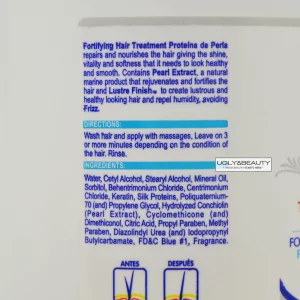 Fortifying Hair Treatment Proteina de Perla
repairs and nourishes the hair giving the shine,
vitality and softness that it needs to look healthy
and smooth. Contains Pearl Extract, a natural
marine product that rejuvenates and fortifies the
hair and Lustre Finish™ to create lustrous and
healthy looking hair and repel humidity, avoiding
Frizz.
DIRECTIONS:
Wash hair and apply with massages, Leave on 3
or more minutes depending on the condition of
the hair. Rinse.
UGLY&BEAUTY
INGREDIENTS:
Water, Cetyl Alcohol, Stearyl Alcohol, Mineral Oil,
Sorbitol, Behentrimonium Chloride, Centrimonium
Chloride, Keratin, Silk Proteins, Poliquaternium-
70 (and) Propylene Glycol, Hydrolyzed Conchiolin
(Pearl Extract), Cyclomethicone (and)
Dimethiconol, Citric Acid, Propyl Paraben, Methyl
Paraben, Diazolidinyl Urea (and) Iodopropynyl
Butylcarbamate, FD&C Blue #1, Fragrance.
ANTES DESPUÉS
FO